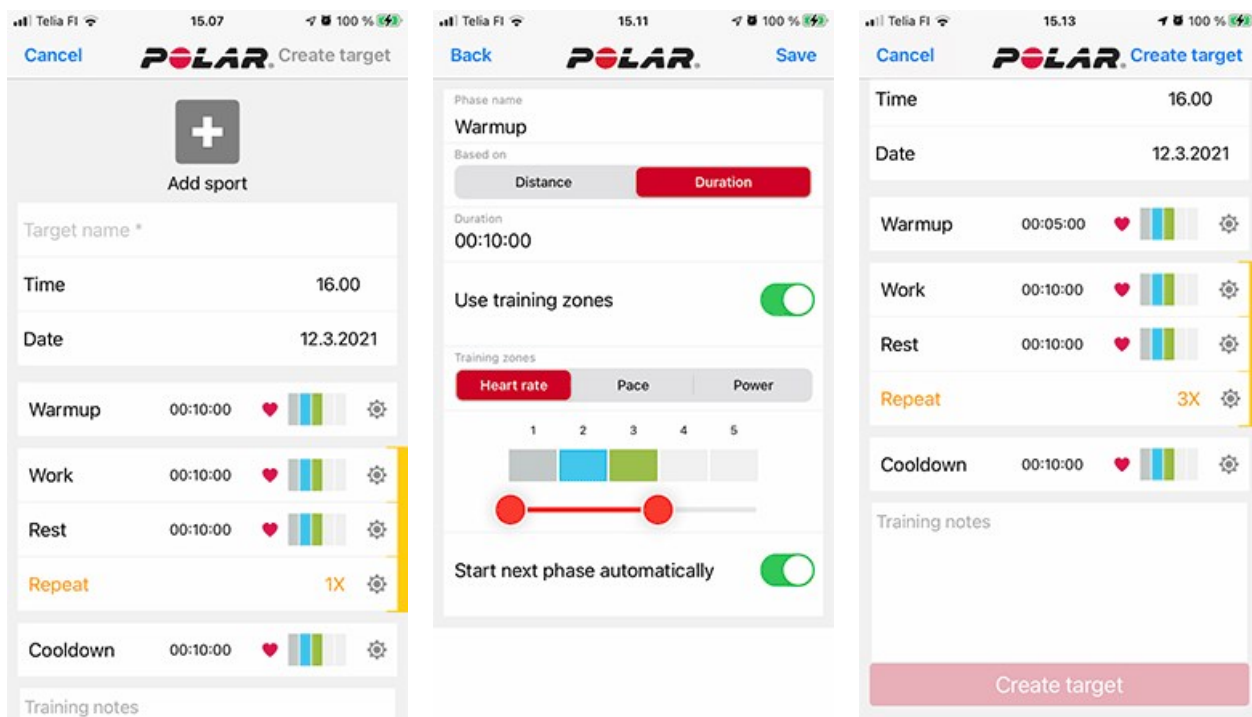 Telia FI 15.07 100 %
Cancel POLAR. Create target
Add sport
Target name *
Time 16.00
Date 12.3.2021
Warmup 00:10:00
Work 00:10:00
Rest 00:10:00
Repeat 1X
Cooldown 00:10:00
Training notes
Telia FI 15.11 100 %
Back POLAR. Save
Phase name
Warmup
Based on
Distance Duration
Duration
00:10:00
Use training zones
Training zones
Heart rate Pace Power
1 2 3 4 5
Start next phase automatically
Telia FI 15.13 100 %
Cancel POLAR. Create target
Time 16.00
Date 12.3.2021
Warmup 00:05:00
Work 00:10:00
Rest 00:10:00
Repeat 3X
Cooldown 00:10:00
Training notes
Create target